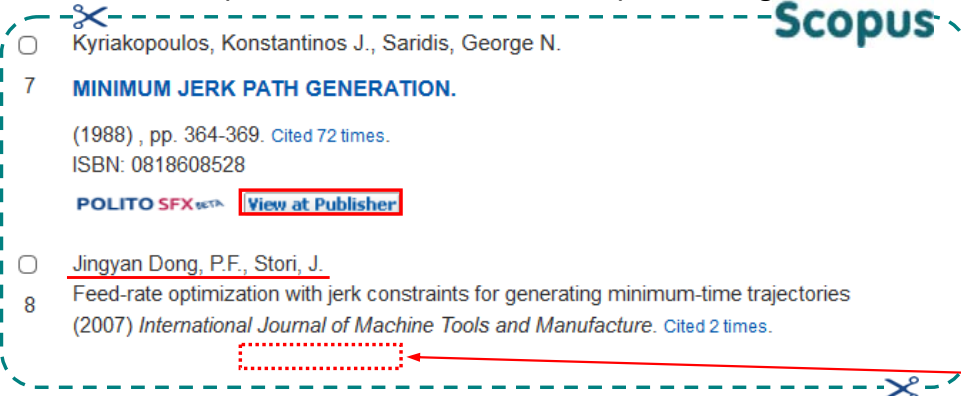 Scopus
Kyriakopoulos, Konstantinos J., Saridis, George N.
7
MINIMUM JERK PATH GENERATION.
(1988) , pp. 364-369. Cited 72 times.
ISBN: 0818608528
POLITO SFX BETA View at Publisher
Jingyan Dong, P.F., Stori, J.
8
Feed-rate optimization with jerk constraints for generating minimum-time trajectories
(2007) International Journal of Machine Tools and Manufacture. Cited 2 times.